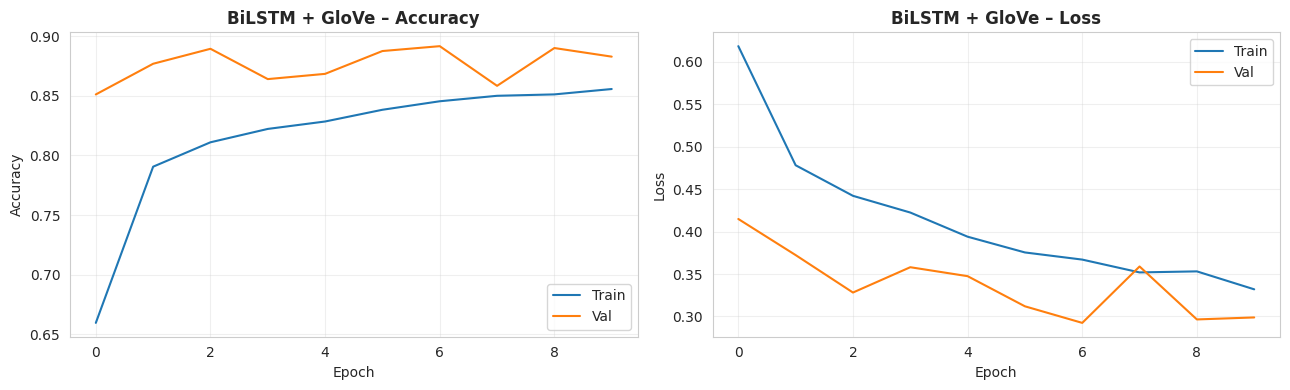 BiLSTM + GloVe – Accuracy
0.90
0.85
0.80
0.75
0.70
0.65
Accuracy
0 2 4 6 8
Epoch
Train
Val
BiLSTM + GloVe – Loss
0.60
0.55
0.50
0.45
0.40
0.35
0.30
Loss
0 2 4 6 8
Epoch
Train
Val